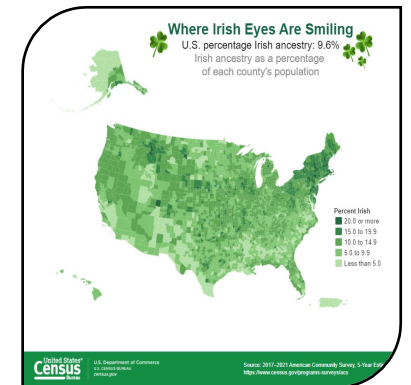 Where Irish Eyes Are Smiling
U.S. percentage Irish ancestry: 9.6%
Irish ancestry as a percentage
of each county's population
Percent Irish
20.0 or more
15.0 to 19.9
10.0 to 14.9
5.0 to 9.9
Less than 5.0
United States®
Census
Bureau
U.S. Department of Commerce
U.S. CENSUS BUREAU
census.gov
Source: 2017–2021 American Community Survey, 5-Year
https://www.census.gov/programs-surveys/acs